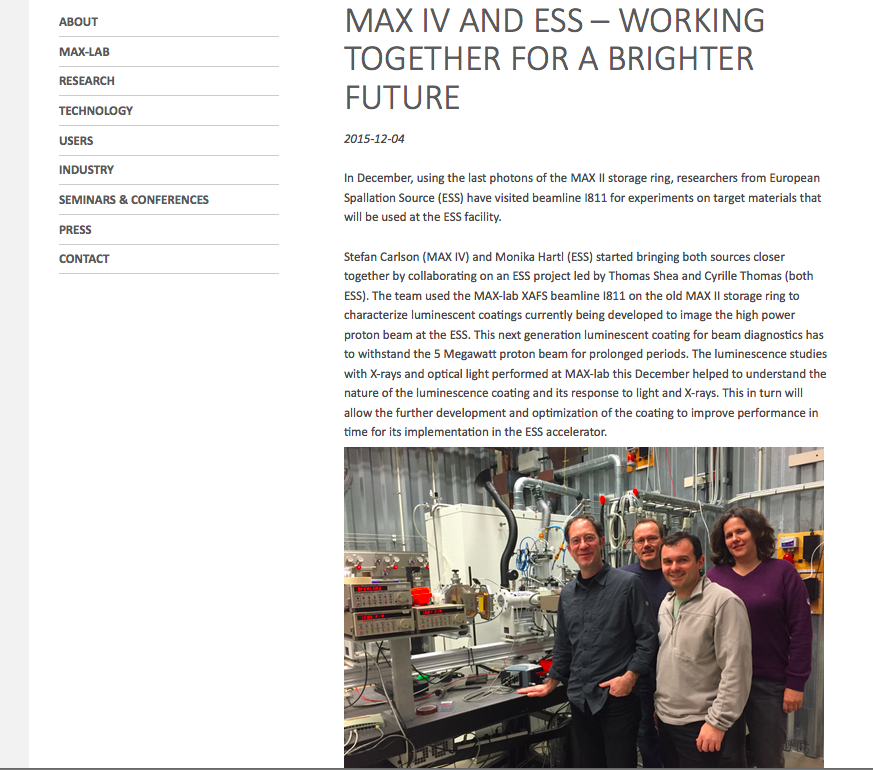 ABOUT
MAX-LAB
RESEARCH
TECHNOLOGY
USERS
INDUSTRY
SEMINARS & CONFERENCES
PRESS
CONTACT
MAX IV AND ESS – WORKING
TOGETHER FOR A BRIGHTER
FUTURE
2015-12-04
In December, using the last photons of the MAX II storage ring, researchers from European
Spallation Source (ESS) have visited beamline I811 for experiments on target materials that
will be used at the ESS facility.
Stefan Carlson (MAX IV) and Monika Hartl (ESS) started bringing both sources closer
together by collaborating on an ESS project led by Thomas Shea and Cyrille Thomas (both
ESS). The team used the MAX-lab XAFS beamline I811 on the old MAX II storage ring to
characterize luminescent coatings currently being developed to image the high power
proton beam at the ESS. This next generation luminescent coating for beam diagnostics has
to withstand the 5 Megawatt proton beam for prolonged periods. The luminescence studies
with X-rays and optical light performed at MAX-lab this December helped to understand the
nature of the luminescence coating and its response to light and X-rays. This in turn will
allow the further development and optimization of the coating to improve performance in
time for its implementation in the ESS accelerator.